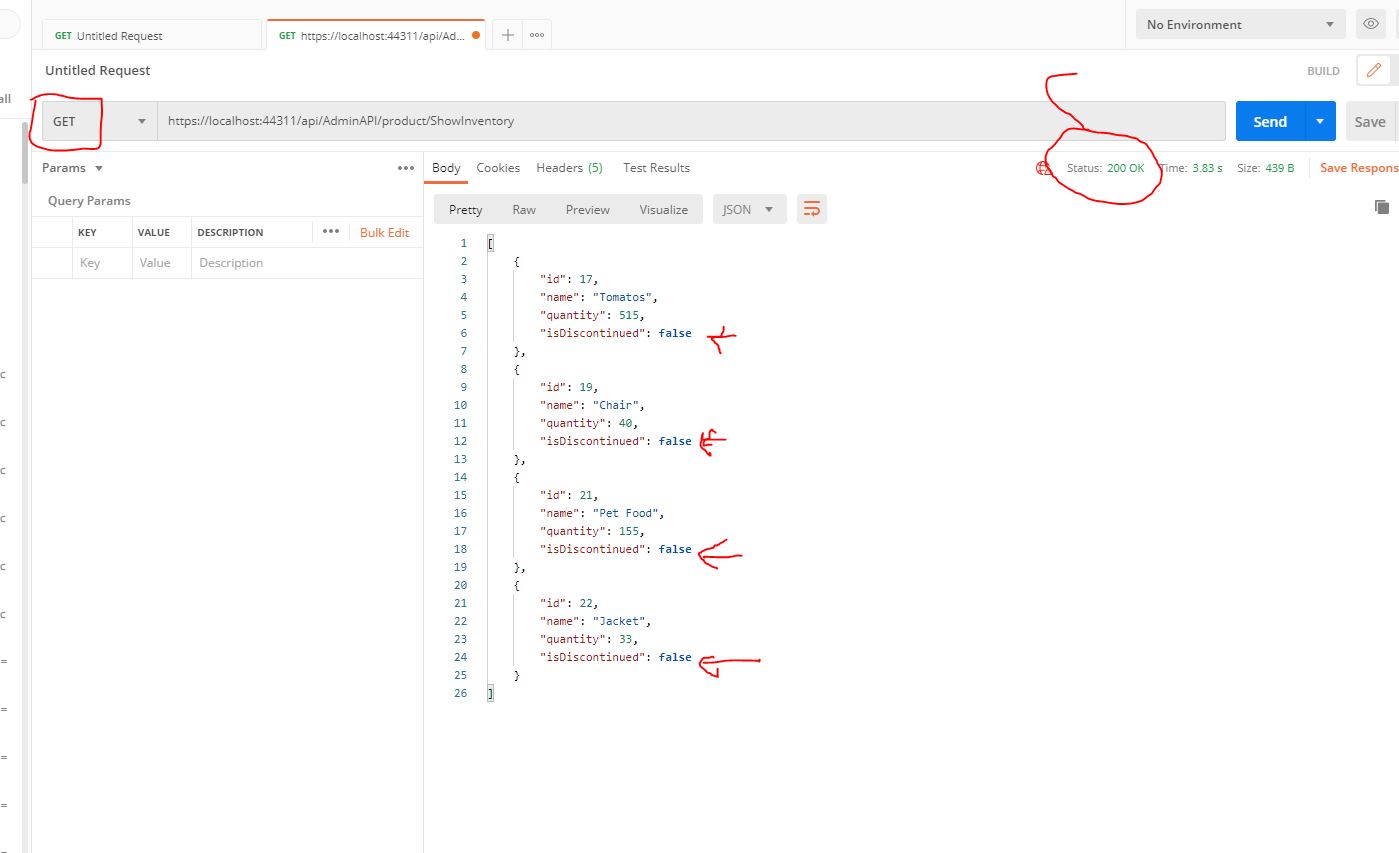 GET Untitled Request GET https://localhost:44311/api/Ad... No Environment
Untitled Request BUILD
all
GET https://localhost:44311/api/AdminAPI/product/ShowInventory Send Save
Params Body Cookies Headers (5) Test Results Status: 200 OK Time: 3.83 s Size: 439 B Save Respons
Query Params
Pretty Raw Preview Visualize JSON
KEY VALUE DESCRIPTION Bulk Edit
Key Value Description
1 [
2 {
3 "id": 17,
4 "name": "Tomatos",
5 "quantity": 515,
6 "isDiscontinued": false
7 },
8 {
9 "id": 19,
10 "name": "Chair",
11 "quantity": 40,
12 "isDiscontinued": false
13 },
14 {
15 "id": 21,
16 "name": "Pet Food",
17 "quantity": 155,
18 "isDiscontinued": false
19 },
20 {
21 "id": 22,
22 "name": "Jacket",
23 "quantity": 33,
24 "isDiscontinued": false
25 }
26 ]
c
c
c
c
c
c
=
=
=
=
=